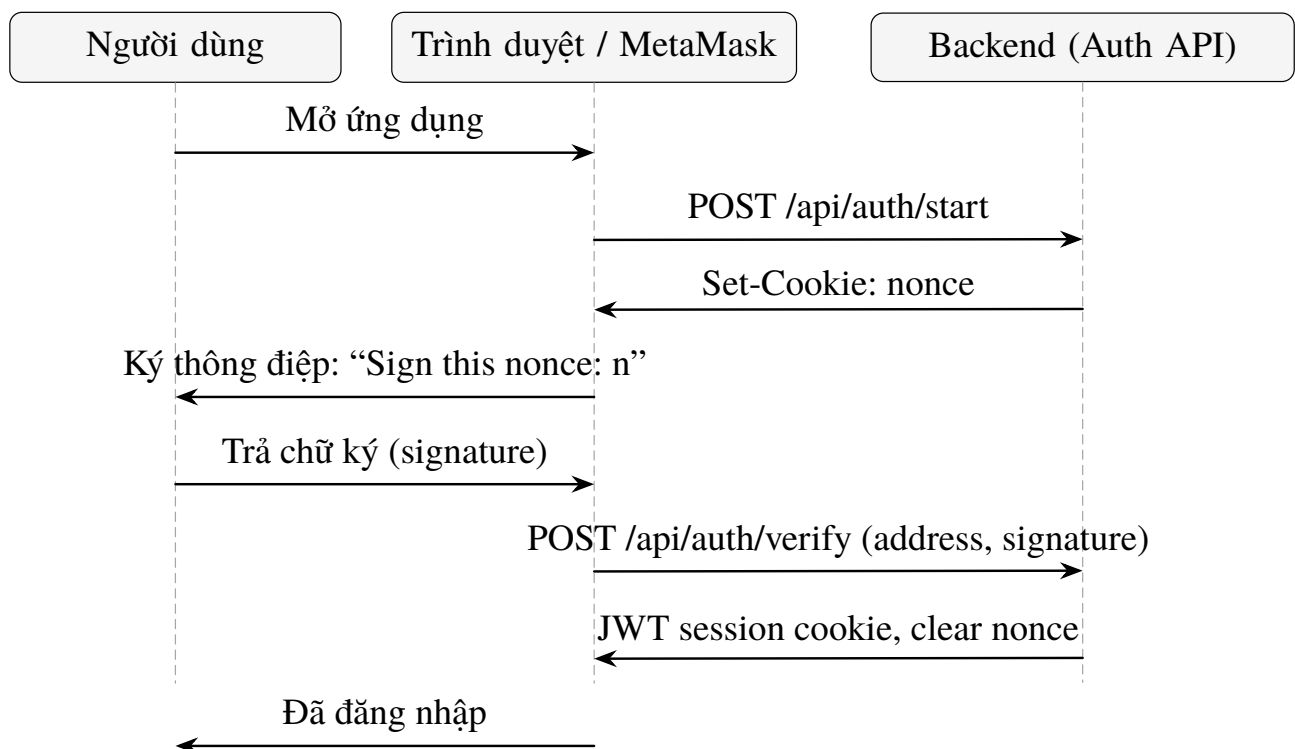 Người dùng
Trình duyệt / MetaMask
Backend (Auth API)
Mở ứng dụng
POST /api/auth/start
Set-Cookie: nonce
Ký thông điệp: “Sign this nonce: n”
Trả chữ ký (signature)
POST /api/auth/verify (address, signature)
JWT session cookie, clear nonce
Đã đăng nhập